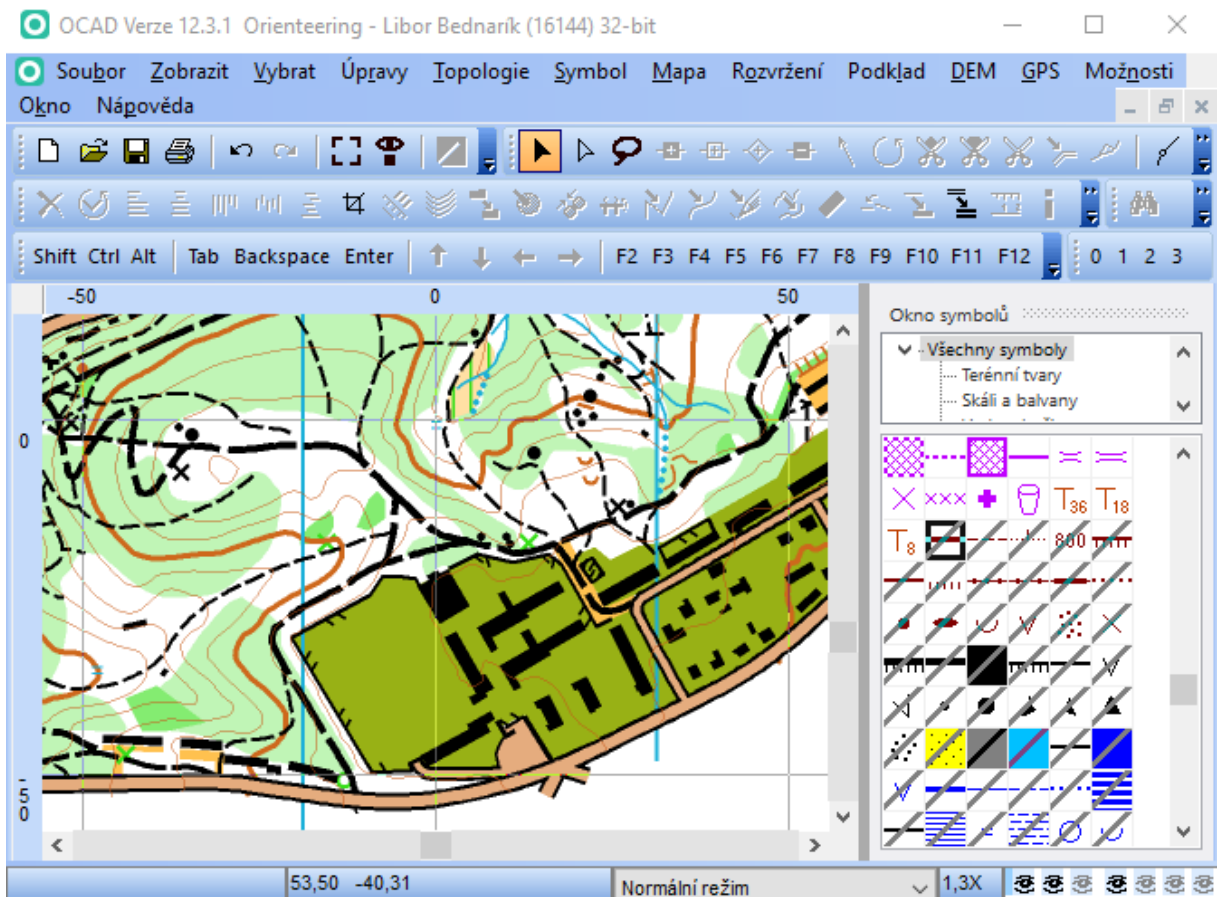 OCAD Verze 12.3.1 Orienteering - Libor Bednarík (16144) 32-bit
Soubor Zobrazit Vybrat Úpravy Topologie Symbol Mapa Rozvržení Podklad DEM GPS Možnosti
Okno Nápověda
Shift Ctrl Alt Tab Backspace Enter F2 F3 F4 F5 F6 F7 F8 F9 F10 F11 F12 0 1 2 3
-50 0 50
Okno symbolů
Všechny symboly
Terénní tvary
Skáli a balvany
0
T36 T18
T8 800
-50
53,50 -40,31 Normální režim 1,3X